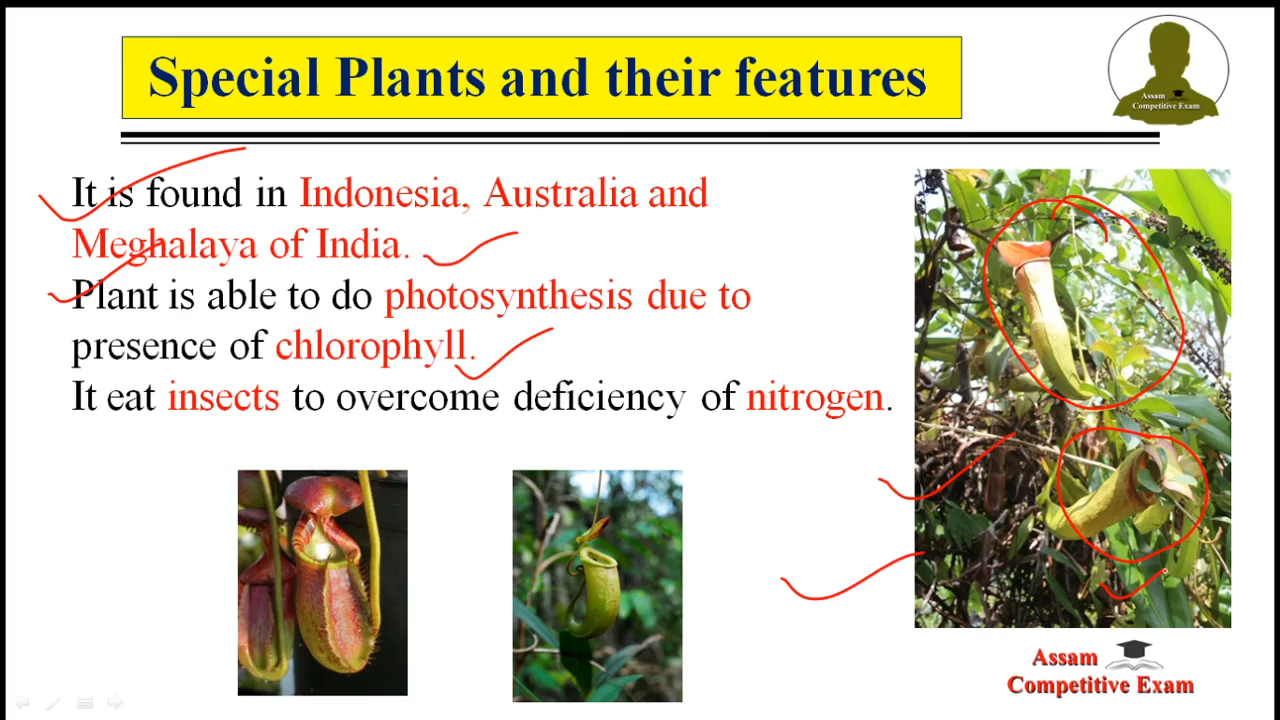 Special Plants and their features
Assam
Competitive Exam
It is found in Indonesia, Australia and
Meghalaya of India.
Plant is able to do photosynthesis due to
presence of chlorophyll.
It eat insects to overcome deficiency of nitrogen.
Assam
Competitive Exam